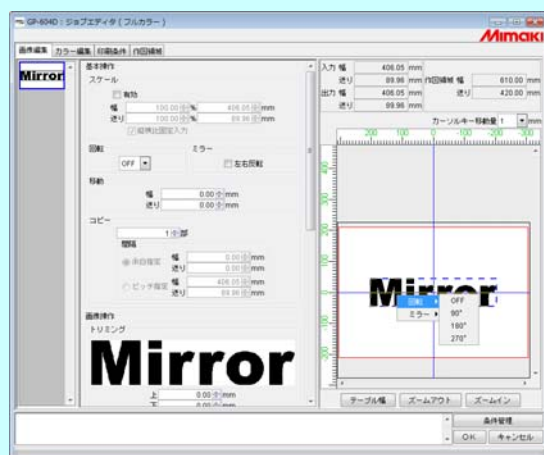 GP-604D : ジョブエディタ ( フルカラー )
Mimaki
画像編集 カラー編集 印刷条件 作図領域
Mirror
基本操作
スケール
有効
幅 100.00 % 406.05 mm
送り 100.00 % 89.96 mm
縦横比固定入力
回転 ミラー
OFF 左右反転
移動
幅 0.00 mm
送り 0.00 mm
コピー
1 部
間隔
余白指定 幅 0.00 mm
送り 0.00 mm
ピッチ指定 幅 406.05 mm
送り 89.96 mm
画像操作
トリミング
Mirror
上 0.00 mm
下
入力 幅 406.05 mm
送り 89.96 mm 作図領域 幅 610.00 mm
出力 幅 406.05 mm 送り 420.00 mm
送り 89.96 mm
カーソルキー移動量 1 mm
200 100 0 -100 -200 -300
Mirror
回転 OFF
ミラー 90°
180°
270°
テーブル幅 ズームアウト ズームイン
条件管理
OK キャンセル